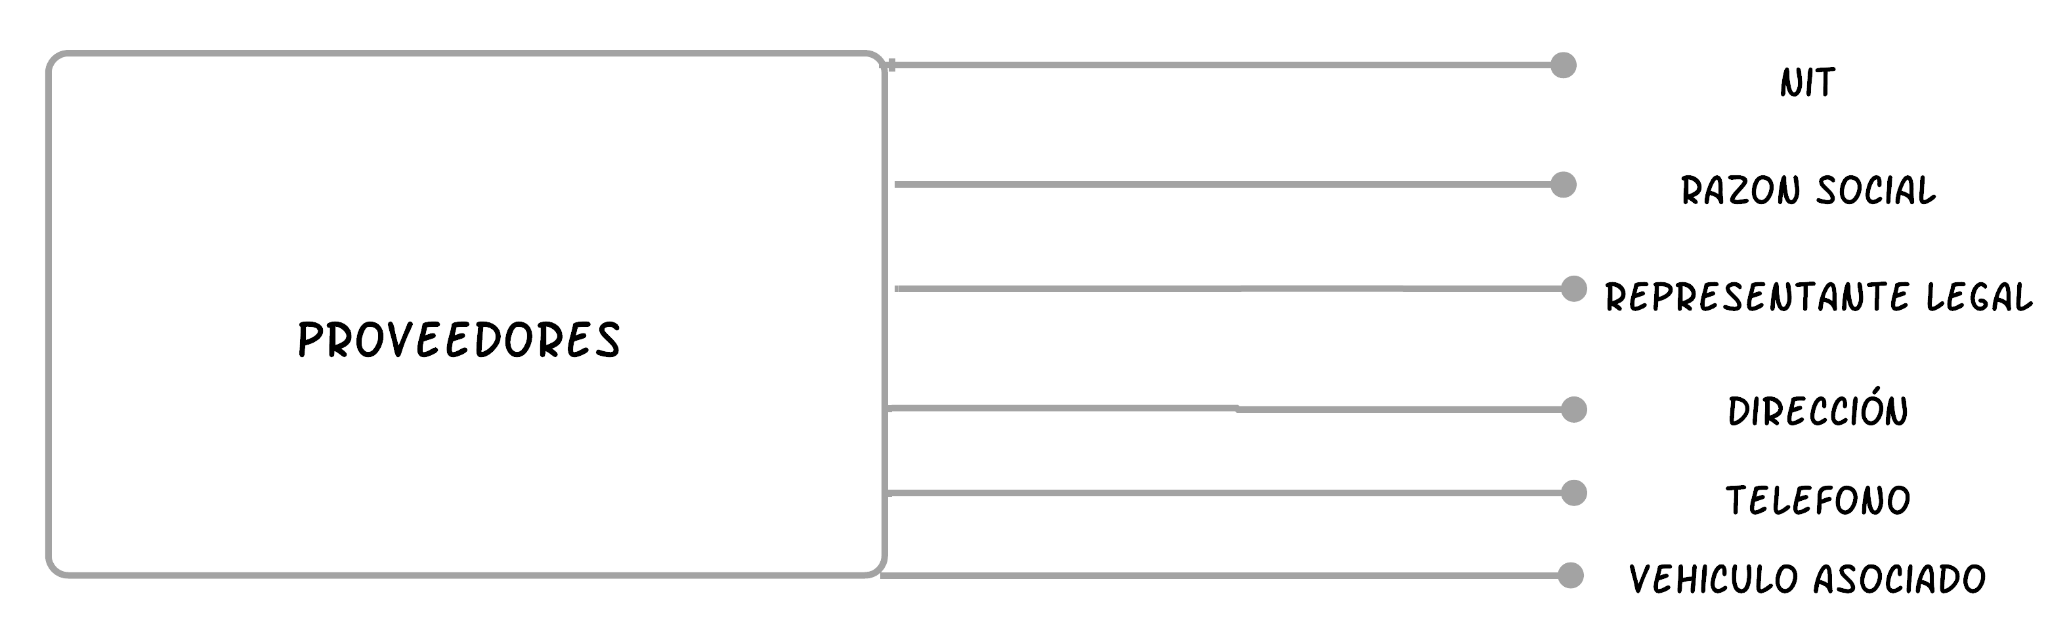 NIT
RAZON SOCIAL
REPRESENTANTE LEGAL
PROVEEDORES
DIRECCIÓN
TELEFONO
VEHICULO ASOCIADO